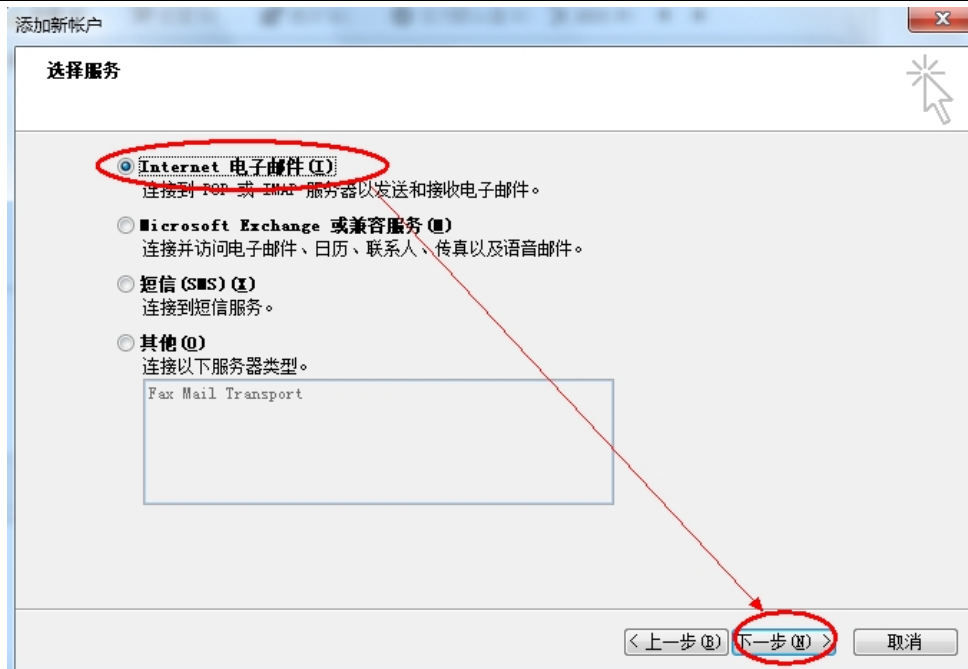 添加新帐户
选择服务
Internet 电子邮件(I)
连接到 POP 或 IMAP 服务器以发送和接收电子邮件。
Microsoft Exchange 或兼容服务(M)
连接并访问电子邮件、日历、联系人、传真以及语音邮件。
短信(SMS)(X)
连接到短信服务。
其他(O)
连接以下服务器类型。
Fax Mail Transport
< 上一步(B)
下一步(N) >
取消